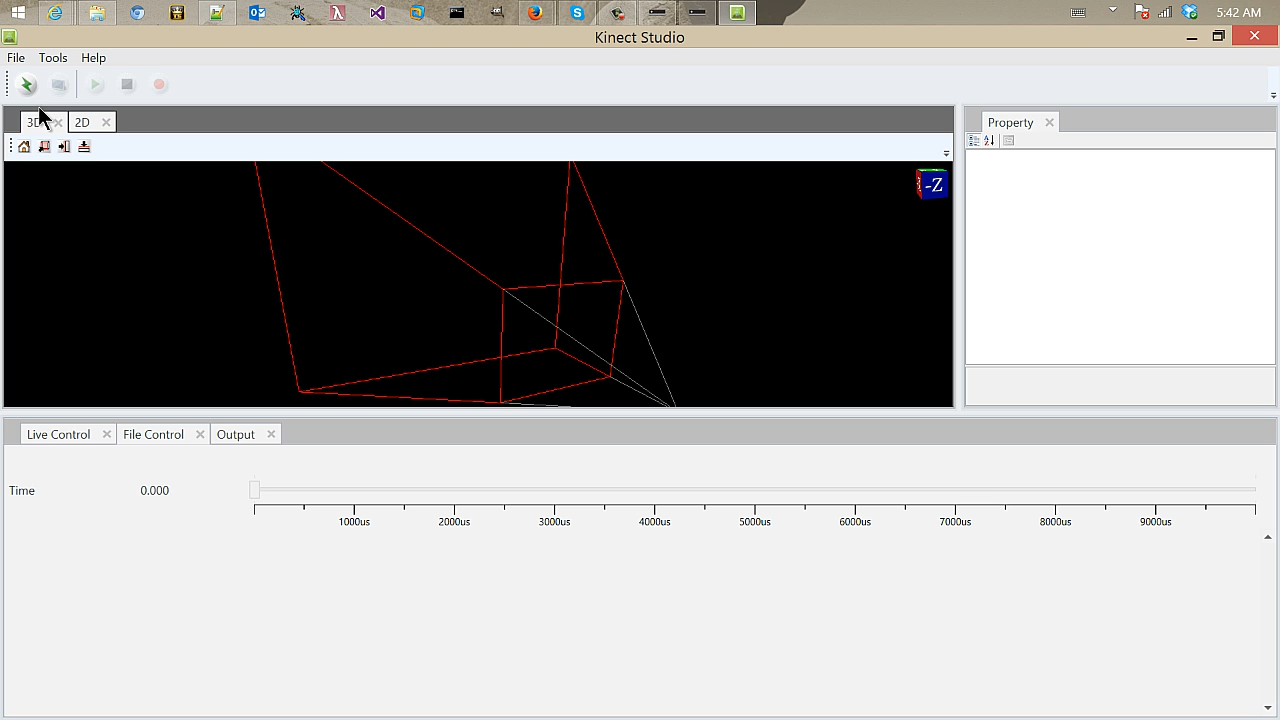 5:42 AM
Kinect Studio
File Tools Help
3D 2D
Property
-Z
Live Control File Control Output
Time 0.000
1000us 2000us 3000us 4000us 5000us 6000us 7000us 8000us 9000us